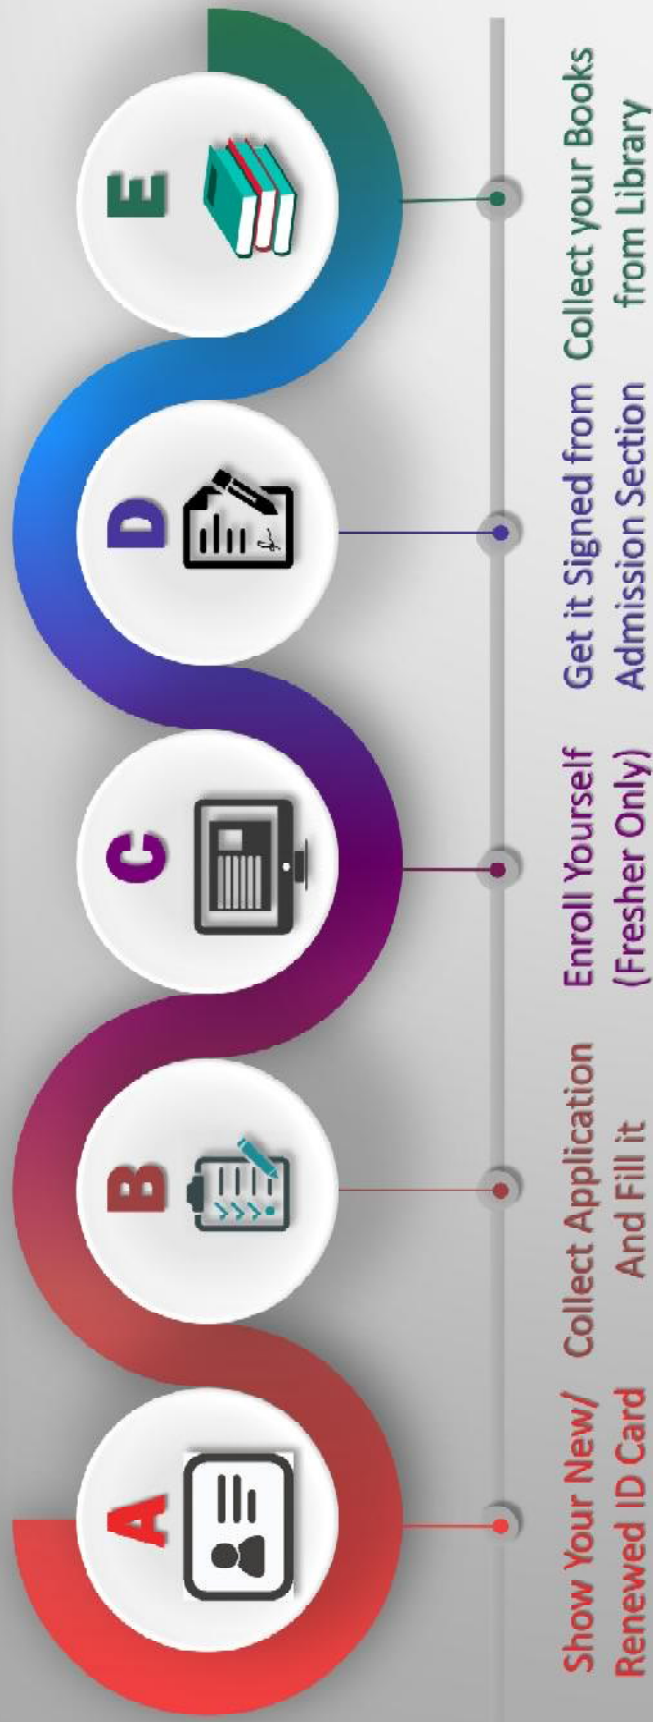 A
B
C
D
E
Show Your New/
Renewed ID Card
Collect Application
And Fill it
Enroll Yourself
(Fresher Only)
Get it Signed from
Admission Section
Collect your Books
from Library